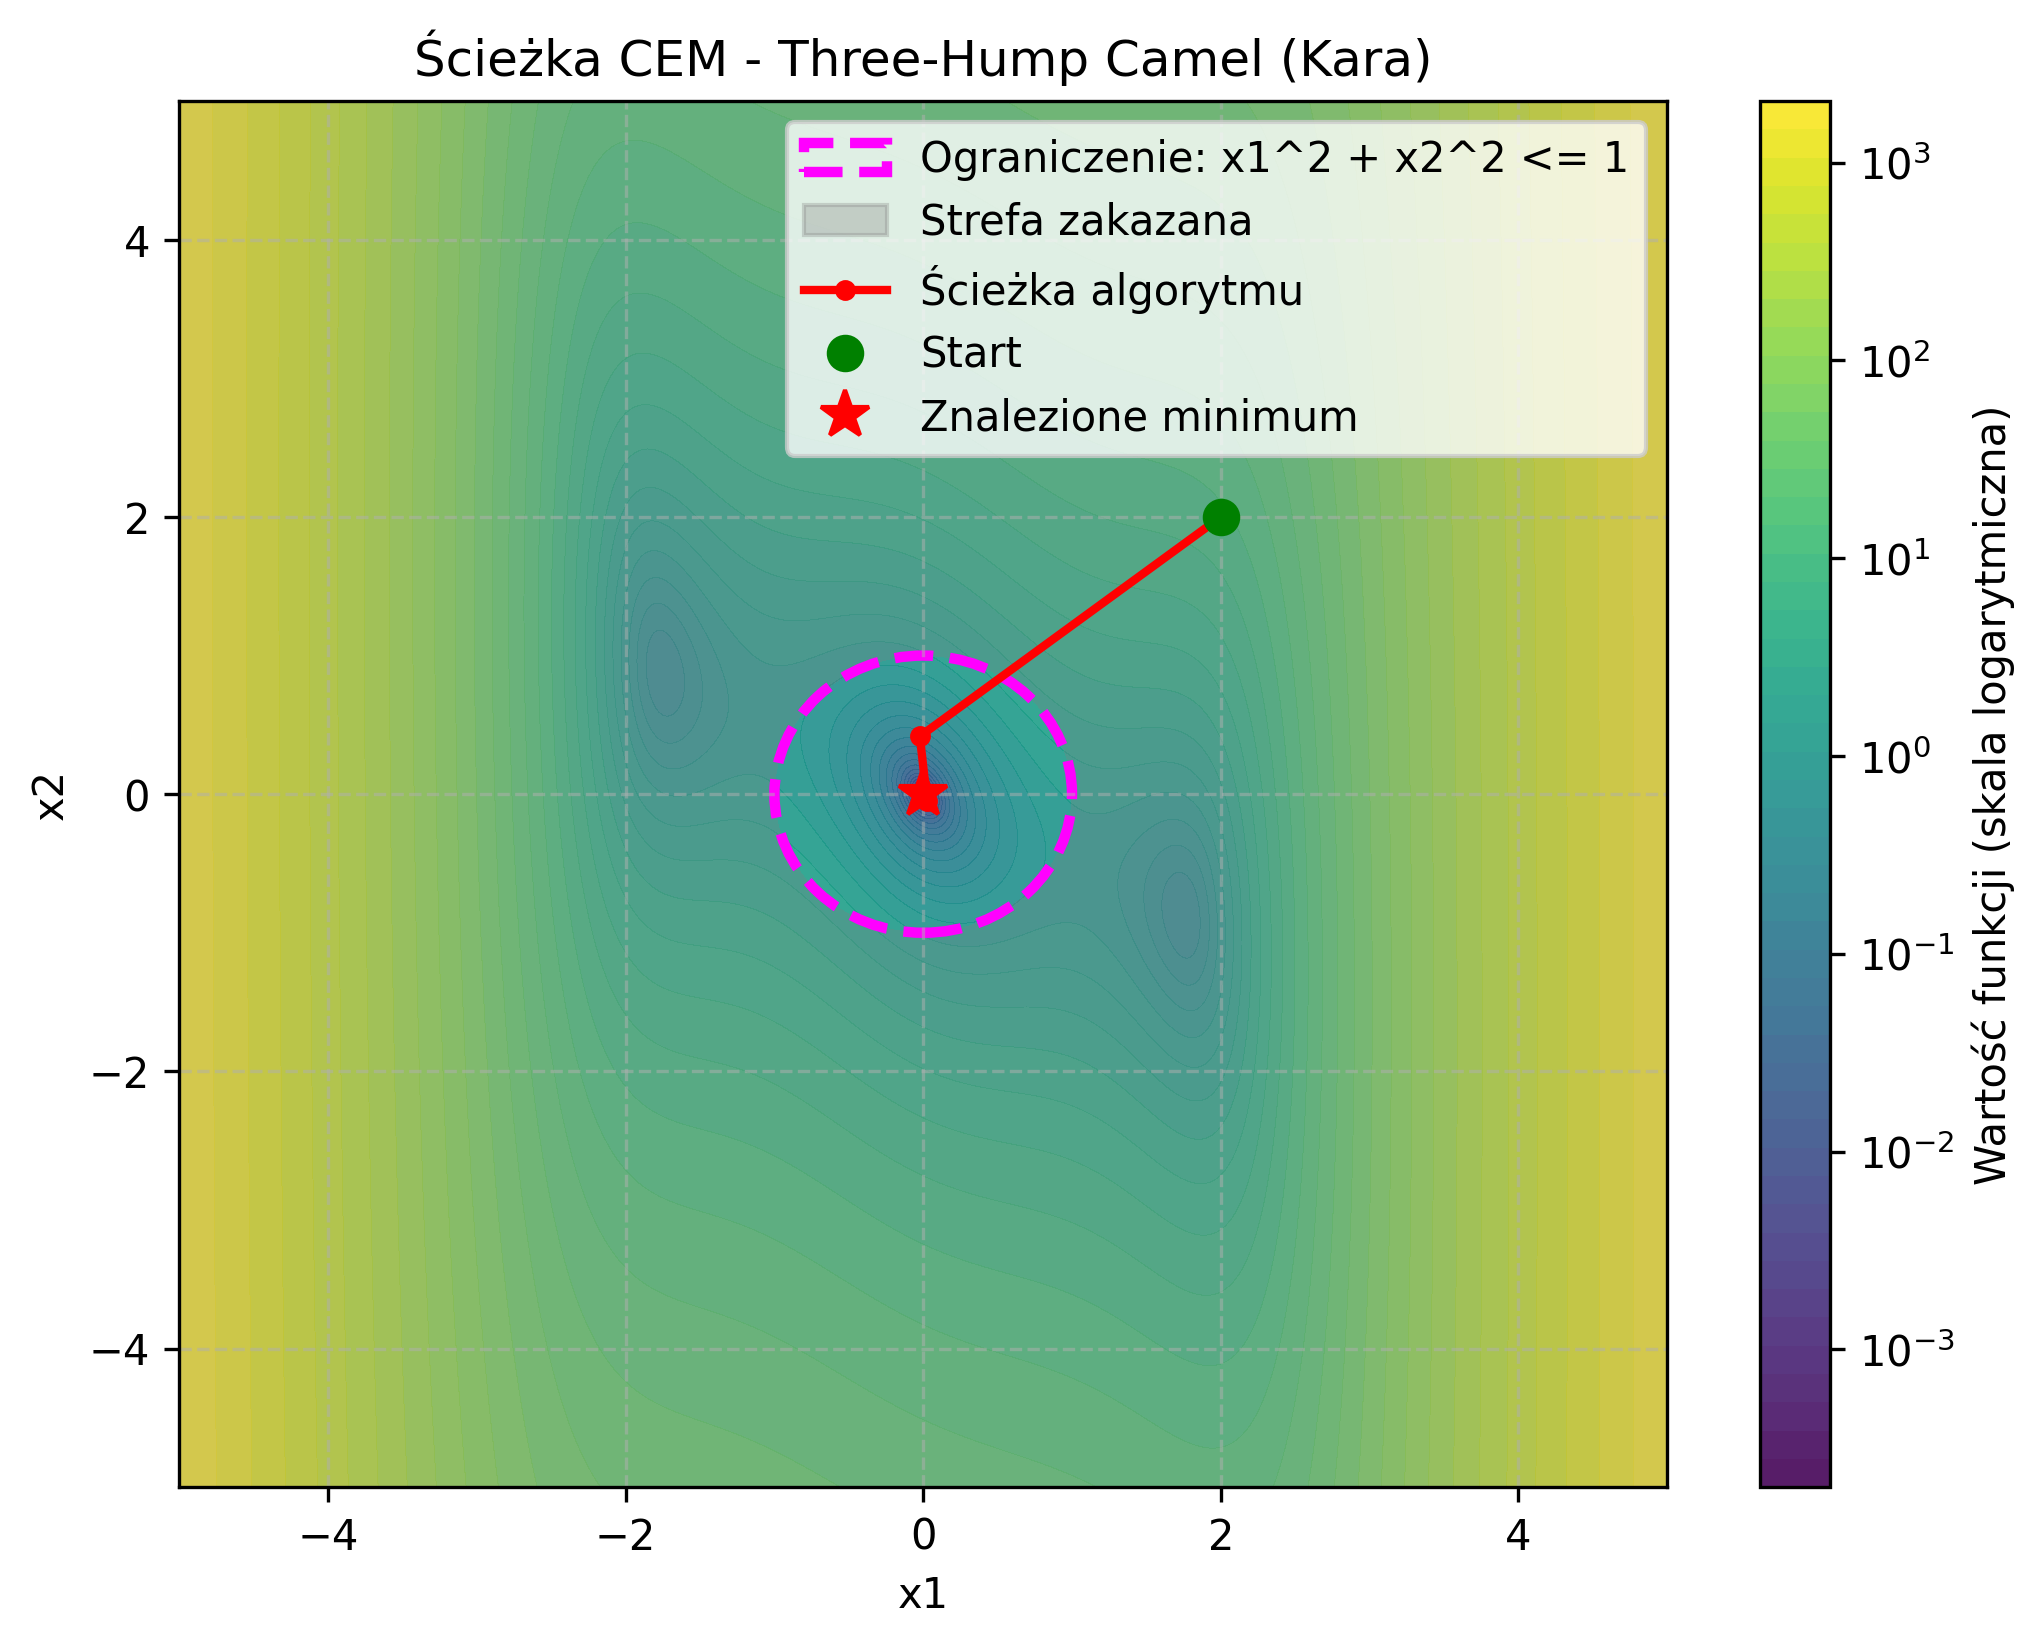 Ścieżka CEM - Three-Hump Camel (Kara)
Ograniczenie: x1^2 + x2^2 <= 1
Strefa zakazana
Ścieżka algorytmu
Start
Znalezione minimum
4
2
0
−2
−4
x2
−4
−2
0
2
4
x1
10³
10²
10¹
10⁰
10⁻¹
10⁻²
10⁻³
Wartość funkcji (skala logarytmiczna)